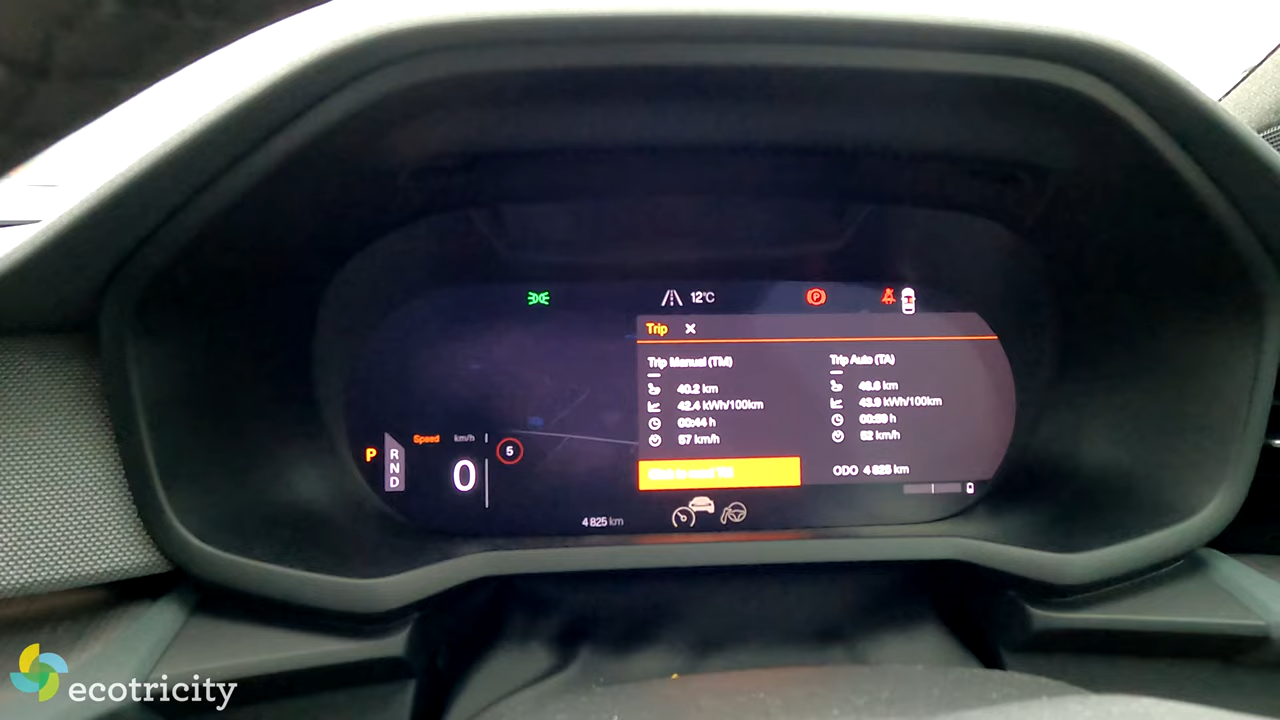 12°C
P
Trip
Trip Manual (TM)
40.2 km
42.4 kWh/100km
00:44 h
57 km/h
Trip Auto (TA)
48.6 km
43.9 kWh/100km
00:59 h
52 km/h
ODO 4 825 km
P
R
N
D
Speed km/h
0
5
4 825 km
ecotricity